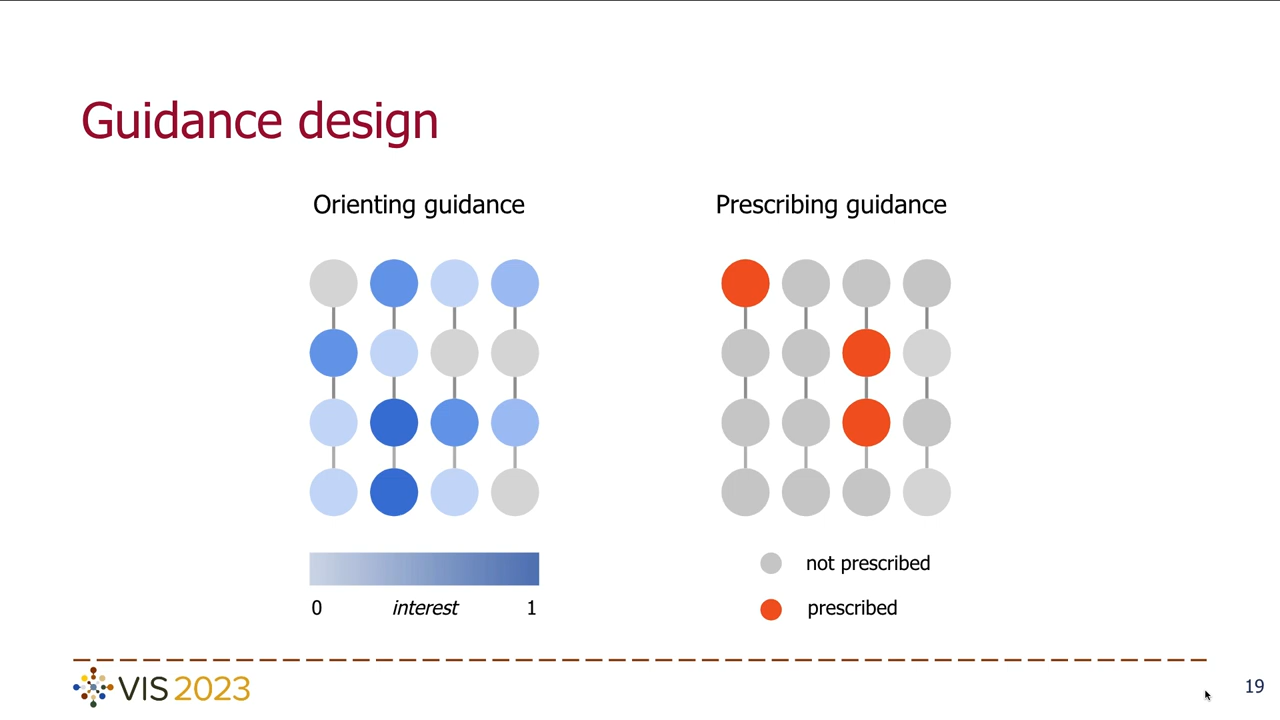 Guidance design
Orienting guidance
Prescribing guidance
0 interest 1
not prescribed
prescribed
VIS 2023
19